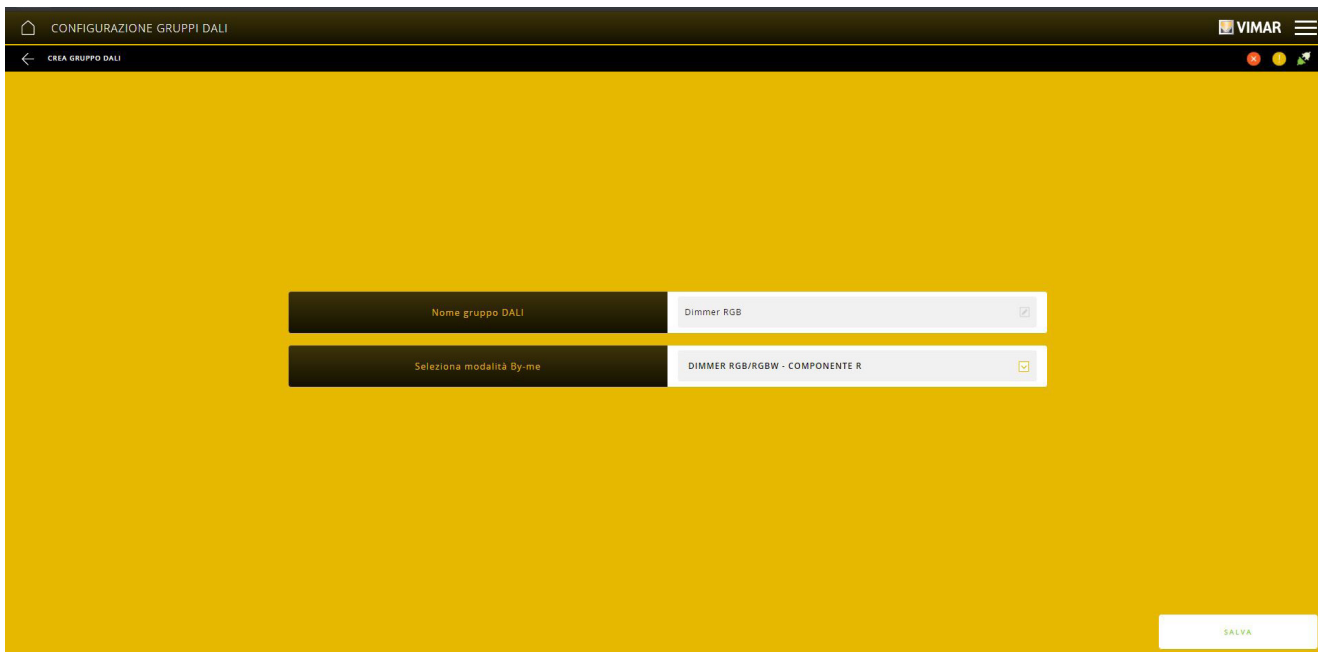 CONFIGURAZIONE GRUPPI DALI
VIMAR
CREA GRUPPO DALI
Nome gruppo DALI
Dimmer RGB
Seleziona modalità By-me
DIMMER RGB/RGBW - COMPONENTE R
SALVA